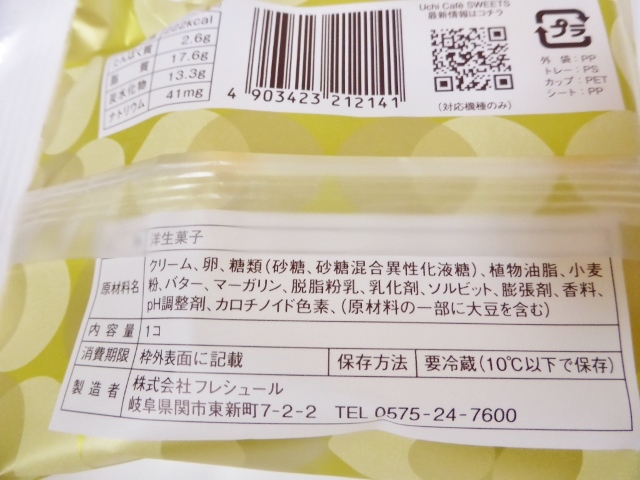 kcal
たんぱく質 2.6g
脂質 17.6g
炭水化物 13.3g
ナトリウム 41mg
4 903423 212141
Uchi Café SWEETS
最新情報はコチラ
(対応機種のみ)
プラ
外袋:PP
トレー:PS
カップ:PET
シート:PP
洋生菓子
原材料名 クリーム、卵、糖類(砂糖、砂糖混合異性化液糖)、植物油脂、小麦
粉、バター、マーガリン、脱脂粉乳、乳化剤、ソルビット、膨張剤、香料、
pH調整剤、カロチノイド色素、(原材料の一部に大豆を含む)
内容量 1コ
消費期限 枠外表面に記載 保存方法 要冷蔵(10℃以下で保存)
製造者 株式会社フレシュール
岐阜県関市東新町7-2-2 TEL 0575-24-7600